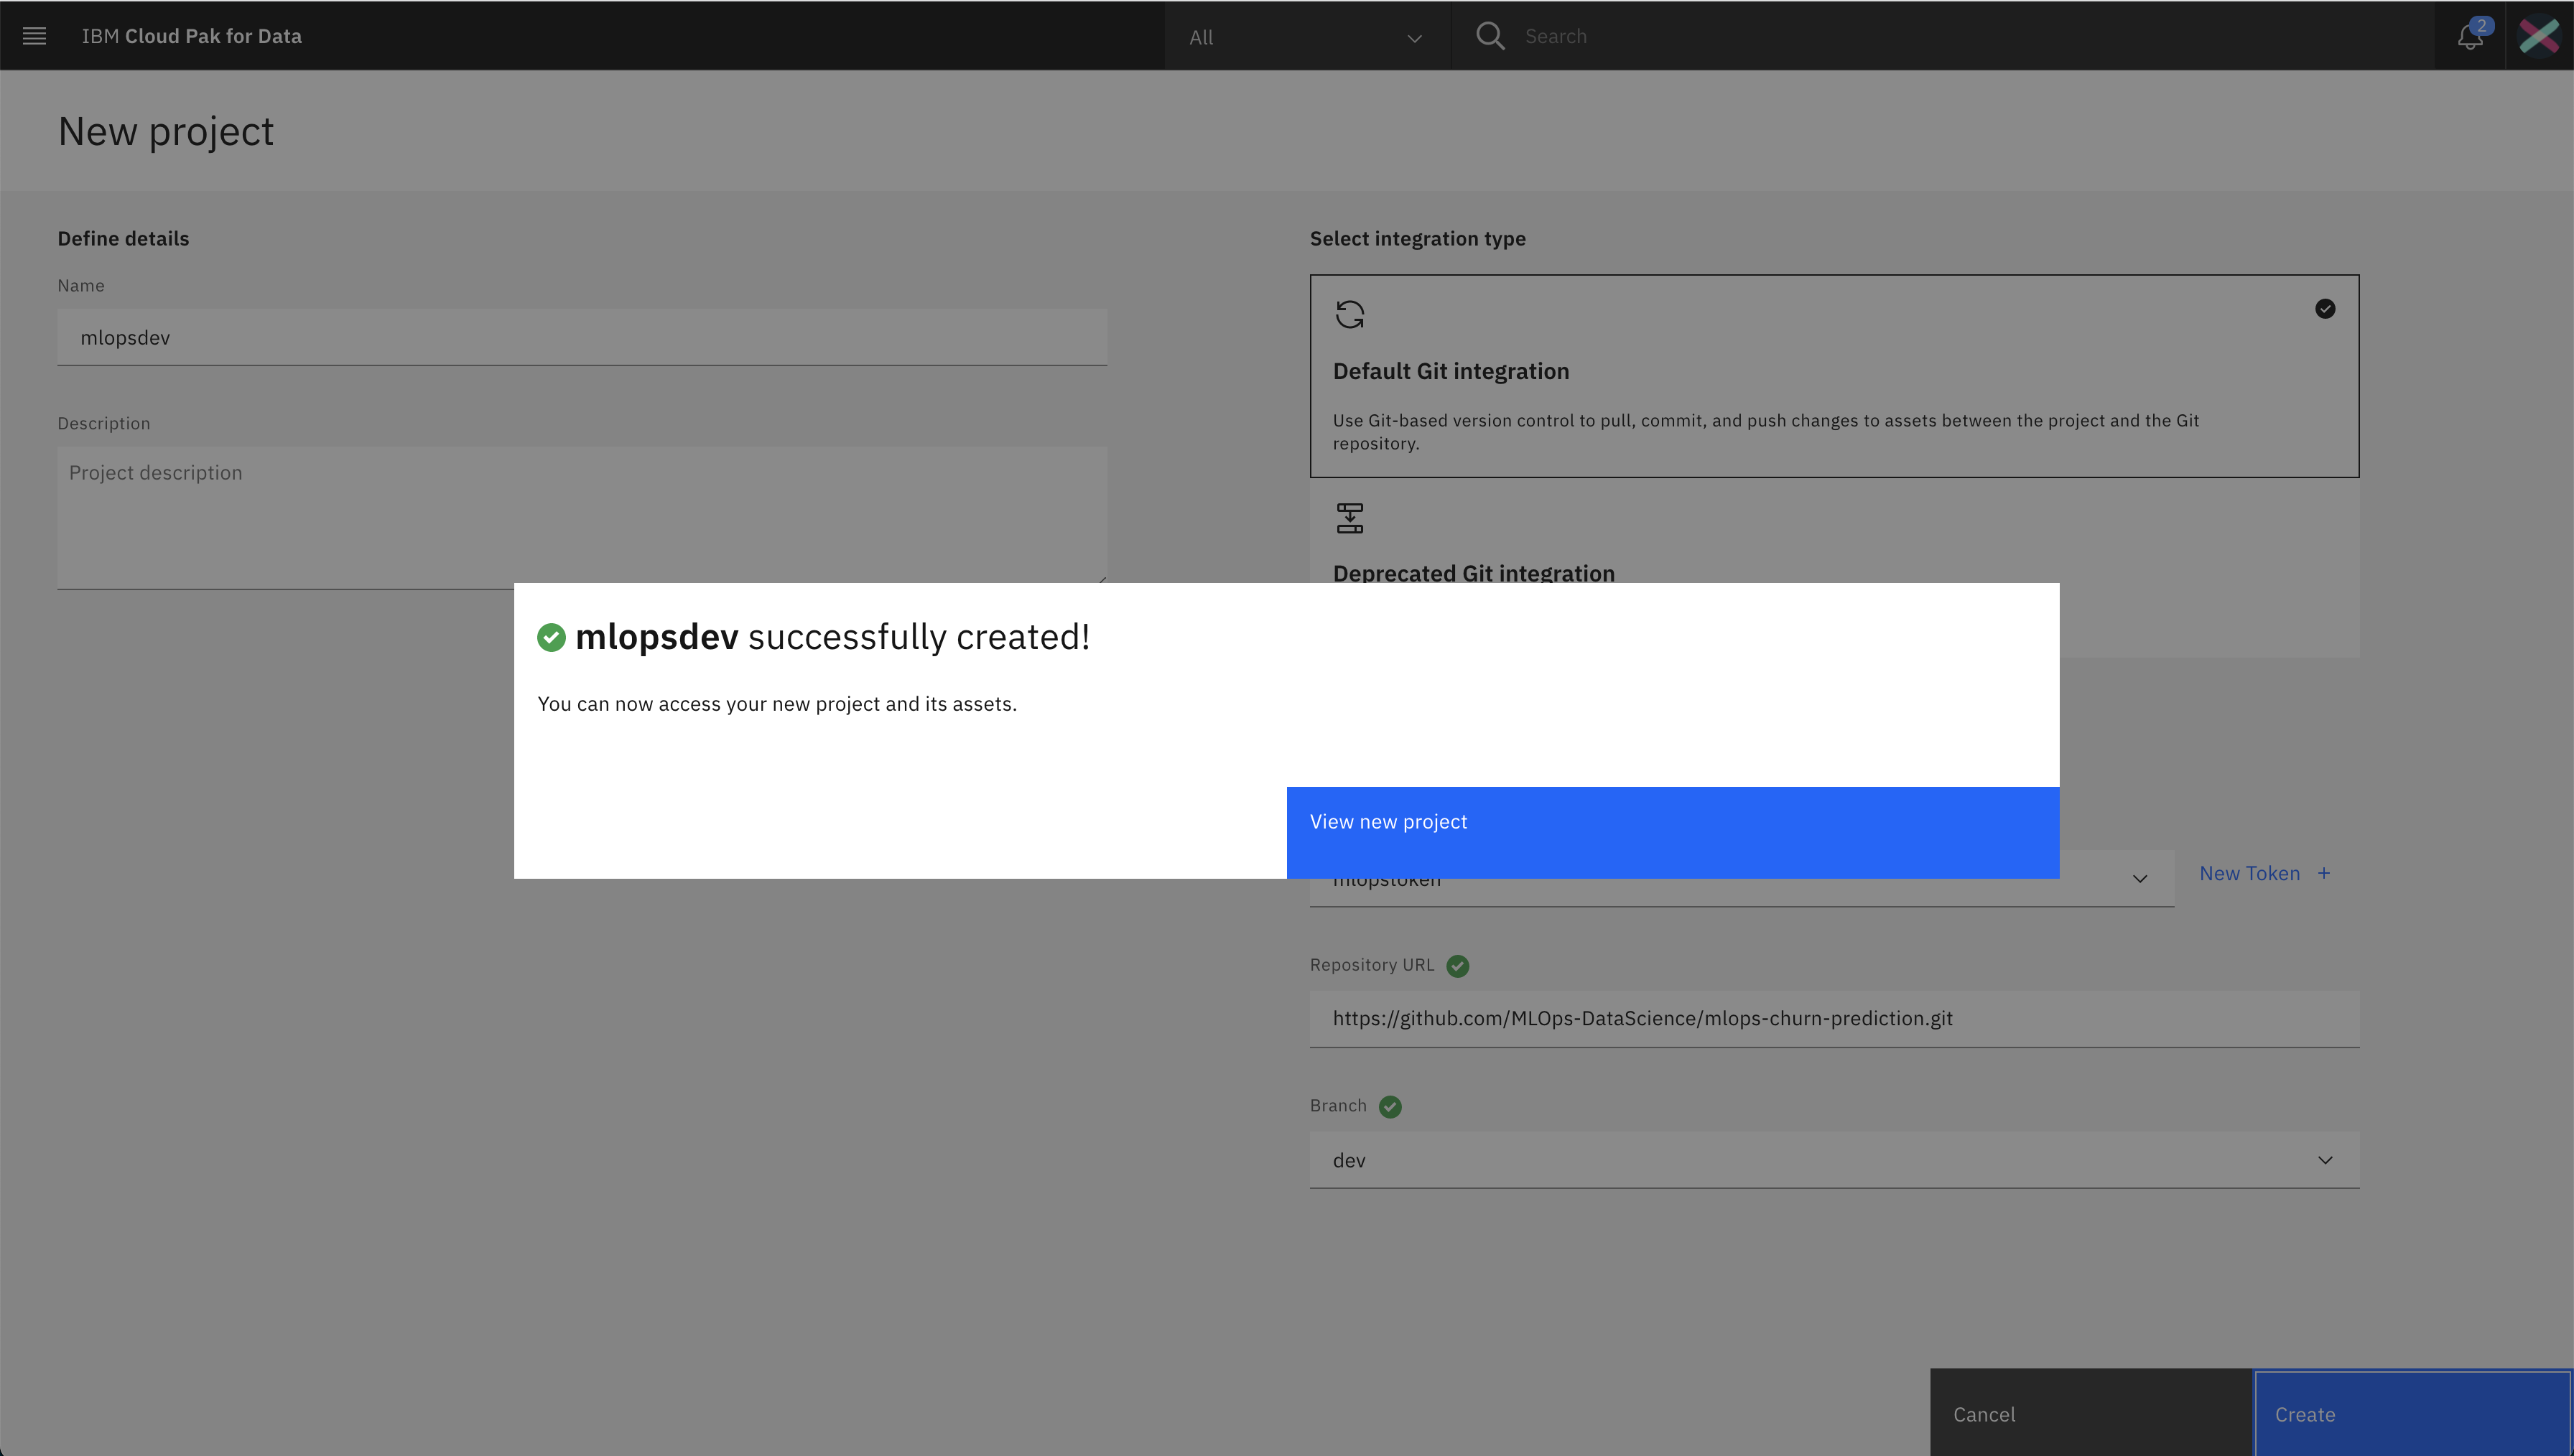 IBM Cloud Pak for Data
All
Search
2
New project
Define details
Name
mlopsdev
Description
Project description
Select integration type
Default Git integration
Use Git-based version control to pull, commit, and push changes to assets between the project and the Git
repository.
Deprecated Git integration
mlopsdev successfully created!
You can now access your new project and its assets.
View new project
mlopstoken
New Token +
Repository URL
https://github.com/MLOps-DataScience/mlops-churn-prediction.git
Branch
dev
Cancel
Create